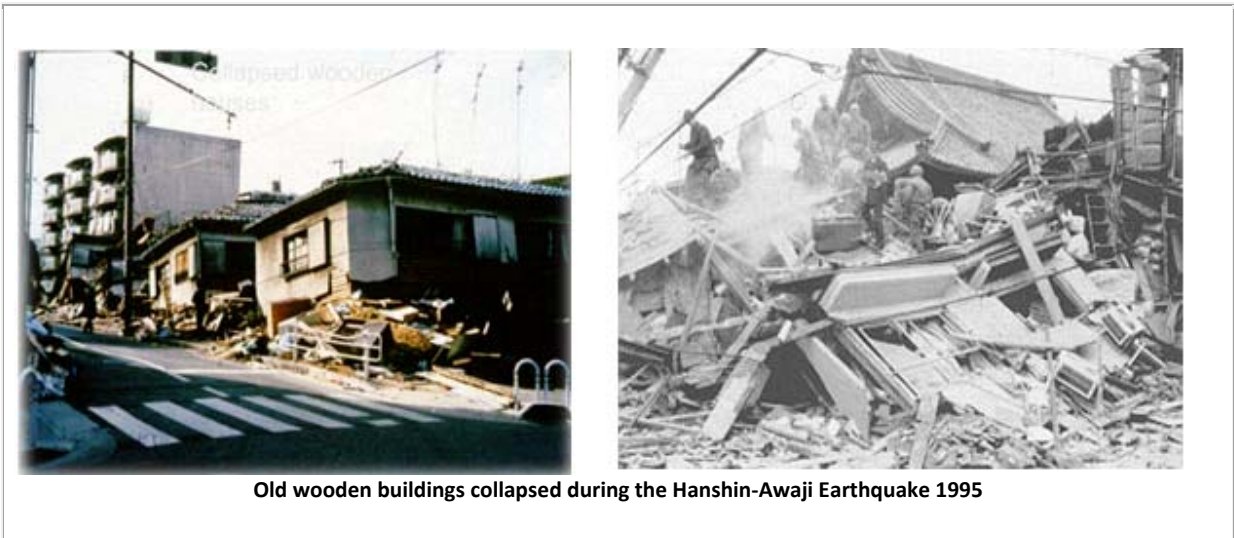 Collapsed wooden
houses
Old wooden buildings collapsed during the Hanshin-Awaji Earthquake 1995